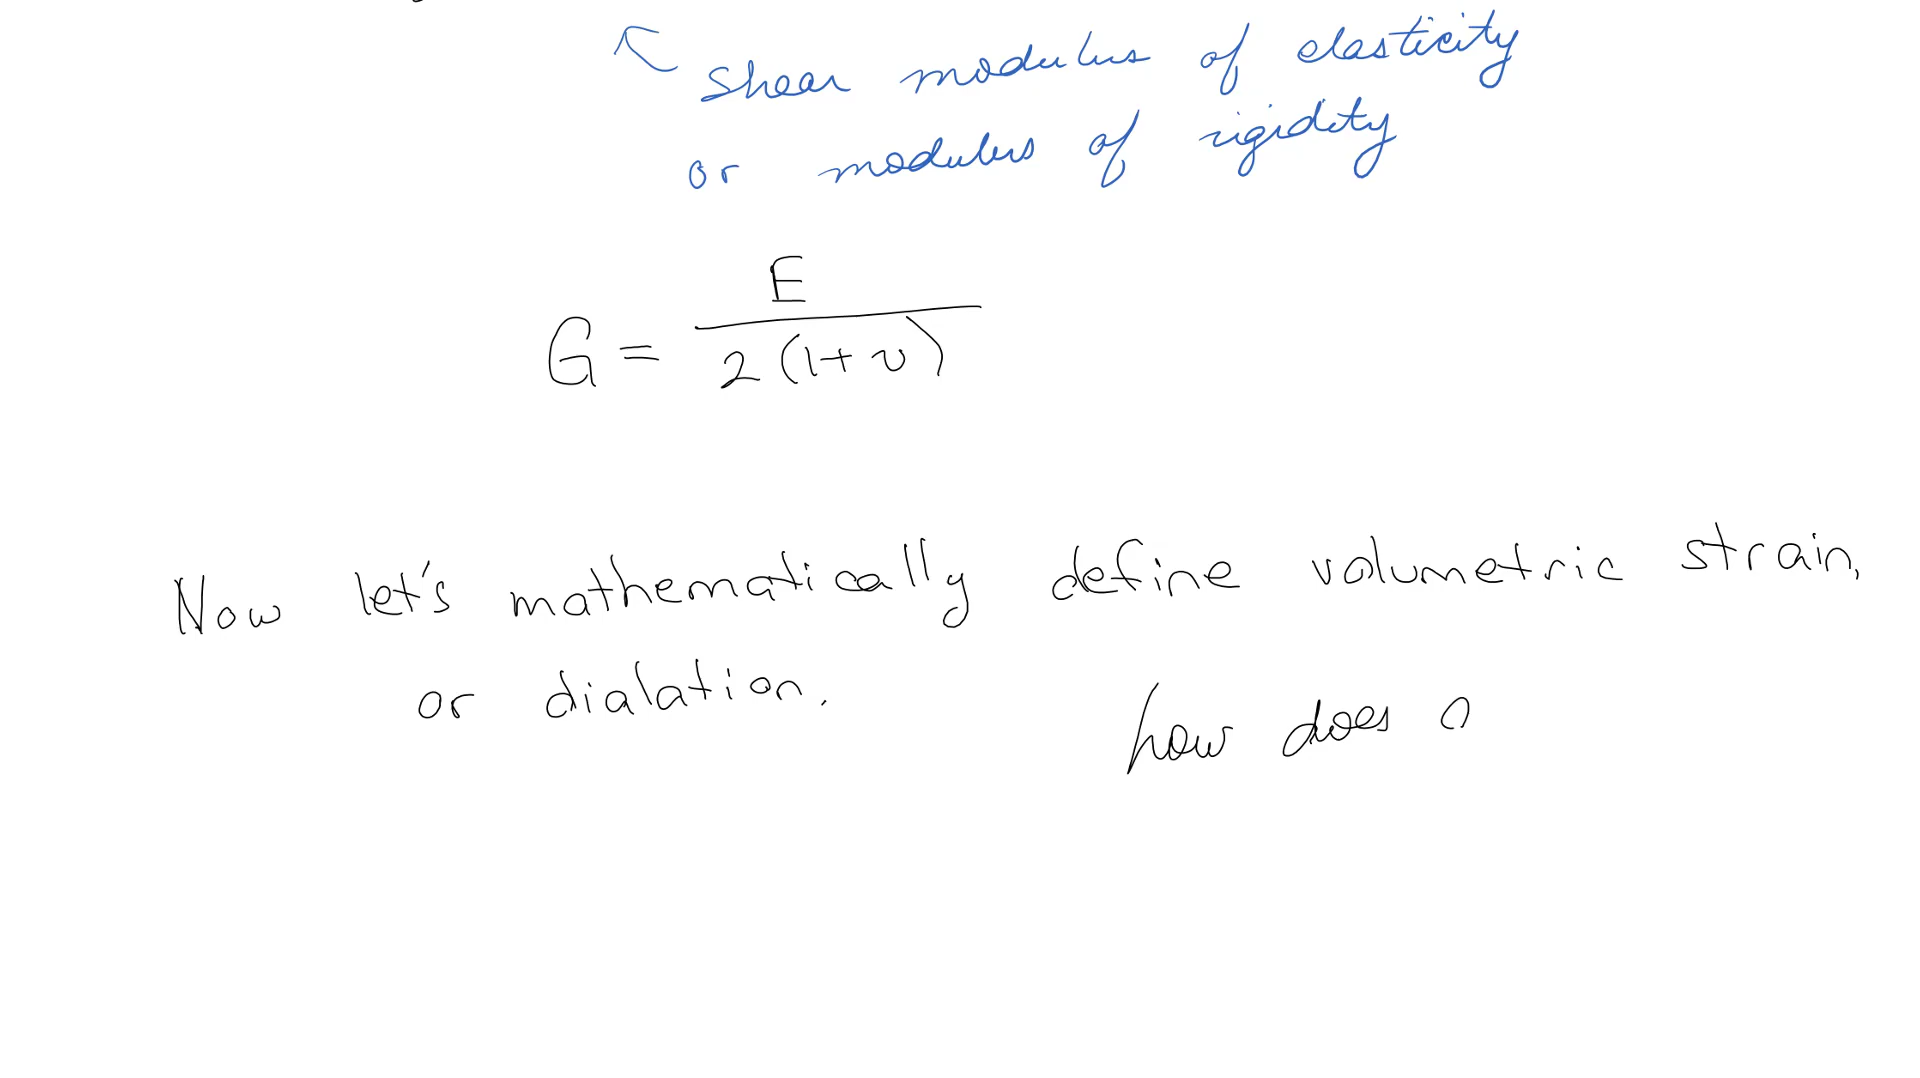 shear modulus of elasticity
or modulus of rigidity
G = E / 2(1+ν)
Now let's mathematically define volumetric strain,
or dialation.
how does